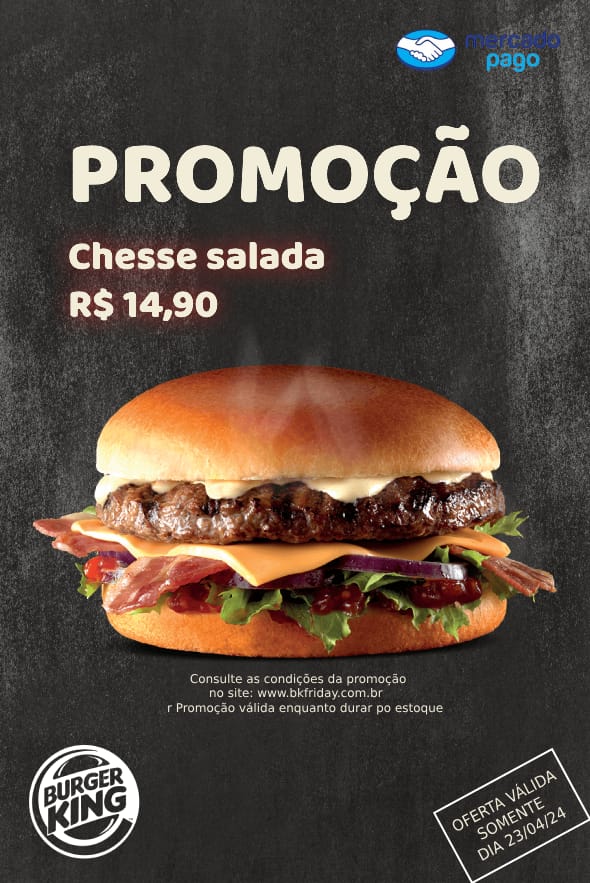 mercado
pago
PROMOÇÃO
Chesse salada
R$ 14,90
Consulte as condições da promoção
no site: www.bkfriday.com.br
r Promoção válida enquanto durar po estoque
BURGER
KING
OFERTA VÁLIDA
SOMENTE
DIA 23/04/24